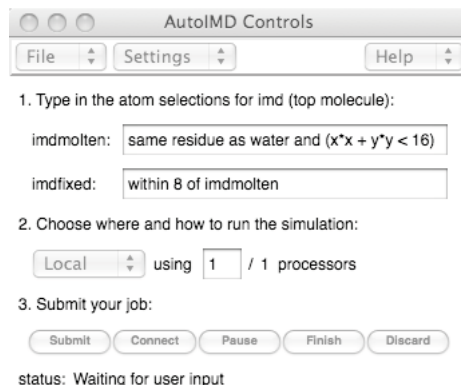 AutoIMD Controls
File Settings Help
1. Type in the atom selections for imd (top molecule):
imdmolten: same residue as water and (x*x + y*y < 16)
imdfixed: within 8 of imdmolten
2. Choose where and how to run the simulation:
Local using 1 / 1 processors
3. Submit your job:
Submit Connect Pause Finish Discard
status: Waiting for user input